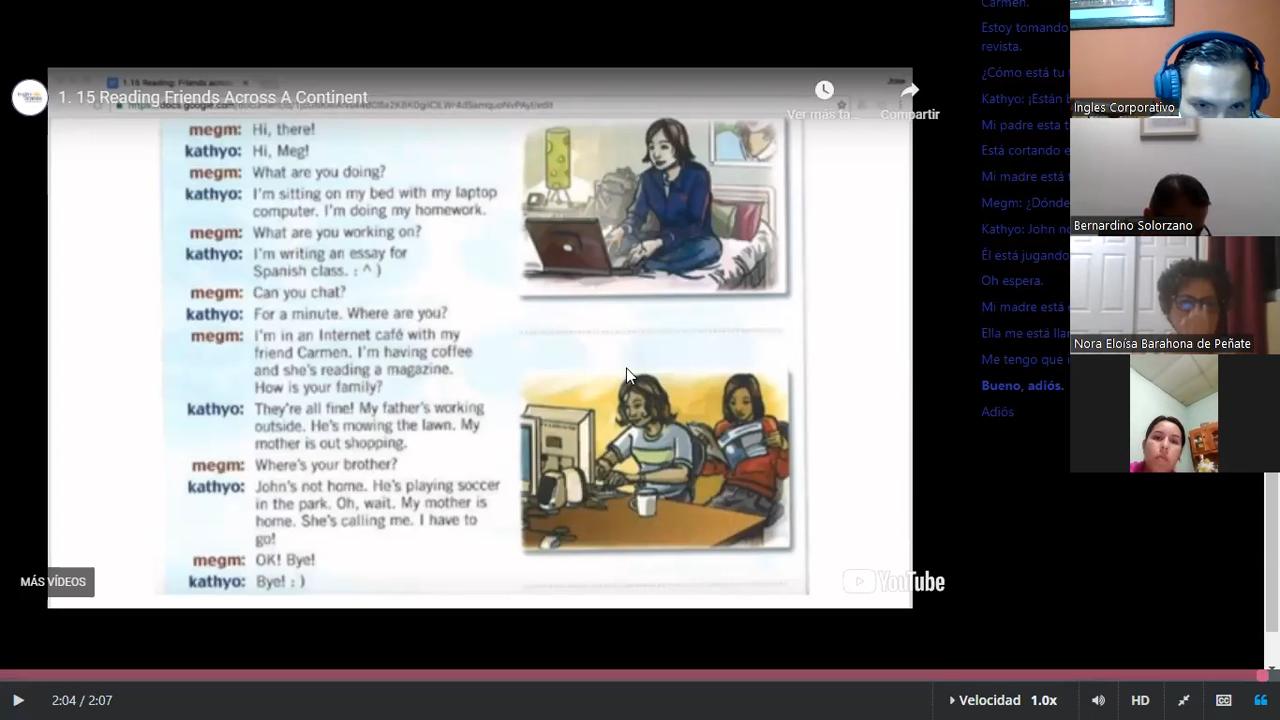 1. 15 Reading Friends Across A Continent
Ver más ta...
Compartir
megm: Hi, there!
kathyo: Hi, Meg!
megm: What are you doing?
kathyo: I'm sitting on my bed with my laptop
computer. I'm doing my homework.
megm: What are you working on?
kathyo: I'm writing an essay for
Spanish class. : ^ )
megm: Can you chat?
kathyo: For a minute. Where are you?
megm: I'm in an Internet café with my
friend Carmen. I'm having coffee
and she's reading a magazine.
How is your family?
kathyo: They're all fine! My father's working
outside. He's mowing the lawn. My
mother is out shopping.
megm: Where's your brother?
kathyo: John's not home. He's playing soccer
in the park. Oh, wait. My mother is
home. She's calling me. I have to
go!
megm: OK! Bye!
kathyo: Bye! : )
MÁS VÍDEOS
YouTube
Carmen.
Estoy tomando
revista.
¿Cómo está tu
Kathyo: ¡Están
Mi padre esta
Está cortando e
Mi madre está
Megm: ¿Dónde
Kathyo: John no
Él está jugando
Oh espera.
Mi madre está
Ella me está lla
Me tengo que
Bueno, adiós.
Adiós
Ingles Corporativo
Bernardino Solorzano
Nora Eloísa Barahona de Peñate
2:04 / 2:07
Velocidad 1.0x
HD
CC